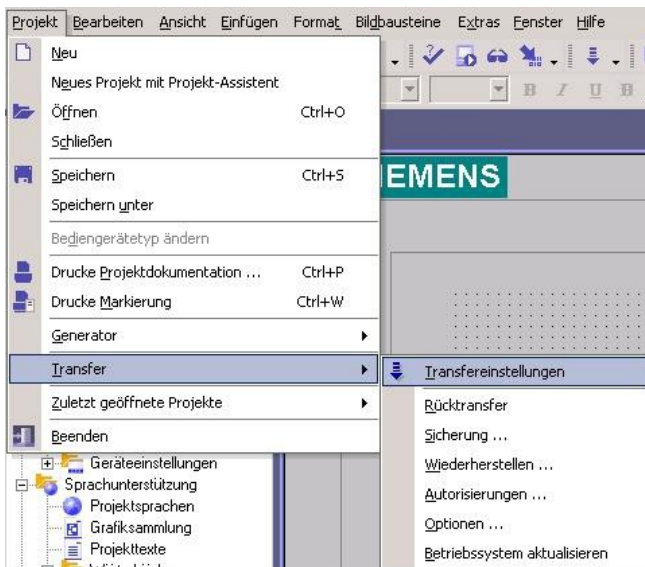 Projekt Bearbeiten Ansicht Einfügen Format Bildbausteine Extras Fenster Hilfe
Neu
Neues Projekt mit Projekt-Assistent
Öffnen Ctrl+O
Schließen
Speichern Ctrl+S
Speichern unter
Bediengerätetyp ändern
Drucke Projektdokumentation ... Ctrl+P
Drucke Markierung Ctrl+W
Generator
Transfer
Zuletzt geöffnete Projekte
Beenden
B I U
EMENS
Transfereinstellungen
Rücktransfer
Sicherung ...
Wiederherstellen ...
Autorisierungen ...
Optionen ...
Betriebssystem aktualisieren
Geräteeinstellungen
Sprachunterstützung
Projektsprachen
Grafiksammlung
Projekttexte